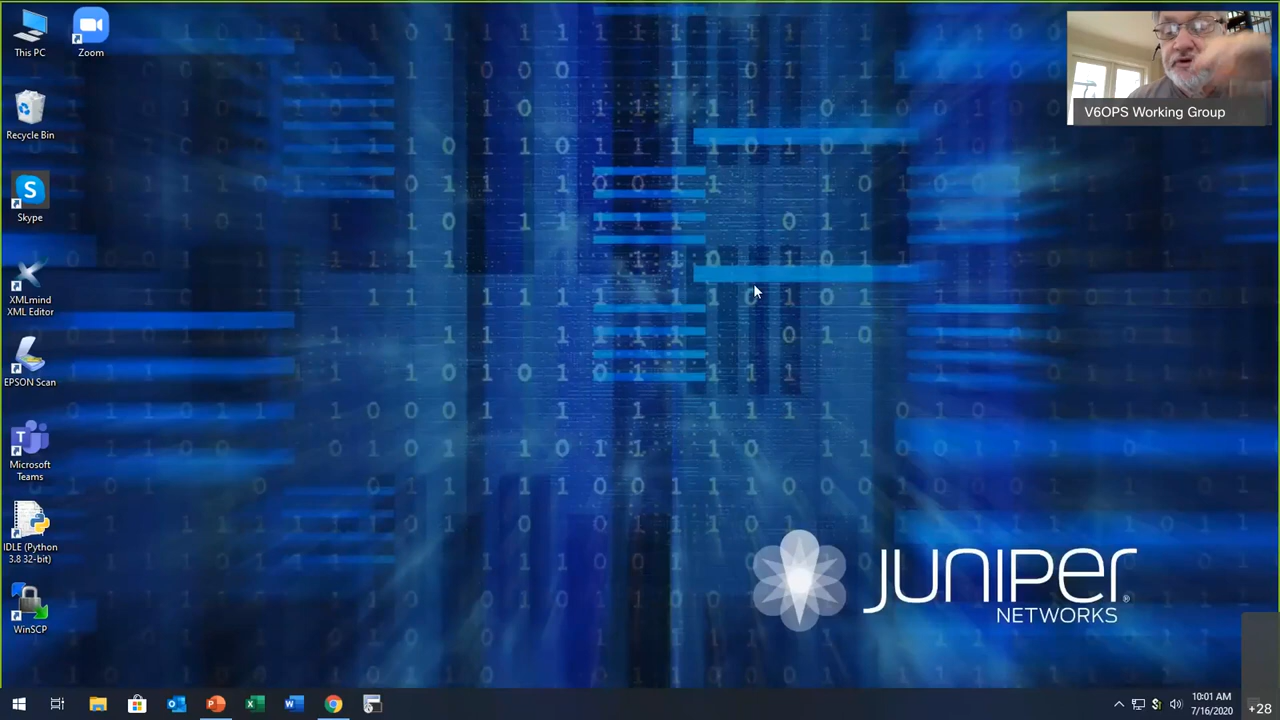 This PC
Zoom
Recycle Bin
Skype
XMLmind
XML Editor
EPSON Scan
Microsoft
Teams
IDLE (Python
3.8 32-bit)
WinSCP
V6OPS Working Group
JUNIPER
NETWORKS
10:01 AM
7/16/2020
+28